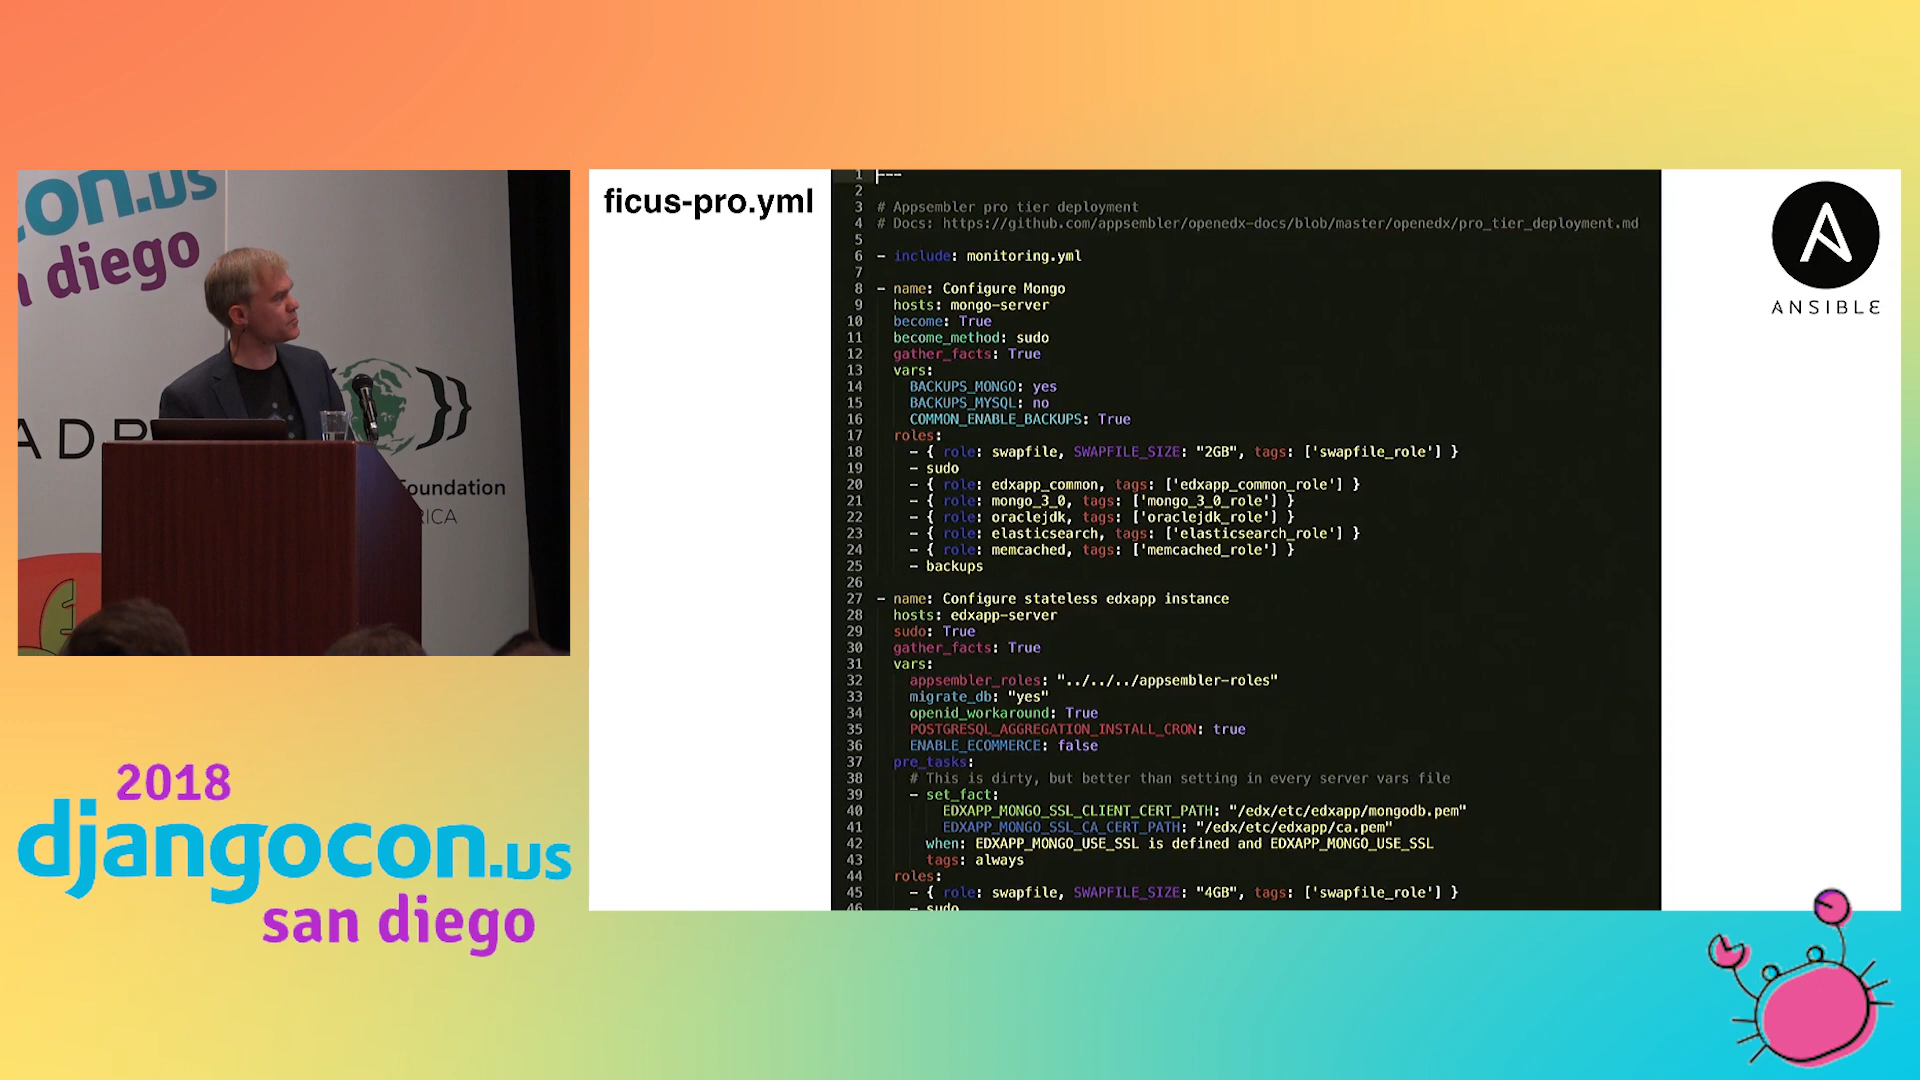 con.us
diego
ADR
Foundation
RICA
2018
djangocon.us
san diego
ficus-pro.yml
1 ---
2
3 # Appsembler pro tier deployment
4 # Docs: https://github.com/appsembler/openedx-docs/blob/master/openedx/pro_tier_deployment.md
5
6 - include: monitoring.yml
7
8 - name: Configure Mongo
9 hosts: mongo-server
10 become: True
11 become_method: sudo
12 gather_facts: True
13 vars:
14 BACKUPS_MONGO: yes
15 BACKUPS_MYSQL: no
16 COMMON_ENABLE_BACKUPS: True
17 roles:
18 - { role: swapfile, SWAPFILE_SIZE: "2GB", tags: ['swapfile_role'] }
19 - sudo
20 - { role: edxapp_common, tags: ['edxapp_common_role'] }
21 - { role: mongo_3_0, tags: ['mongo_3_0_role'] }
22 - { role: oraclejdk, tags: ['oraclejdk_role'] }
23 - { role: elasticsearch, tags: ['elasticsearch_role'] }
24 - { role: memcached, tags: ['memcached_role'] }
25 - backups
26
27 - name: Configure stateless edxapp instance
28 hosts: edxapp-server
29 sudo: True
30 gather_facts: True
31 vars:
32 appsembler_roles: "../../../appsembler-roles"
33 migrate_db: "yes"
34 openid_workaround: True
35 POSTGRESQL_AGGREGATION_INSTALL_CRON: true
36 ENABLE_ECOMMERCE: false
37 pre_tasks:
38 # This is dirty, but better than setting in every server vars file
39 - set_fact:
40 EDXAPP_MONGO_SSL_CLIENT_CERT_PATH: "/edx/etc/edxapp/mongodb.pem"
41 EDXAPP_MONGO_SSL_CA_CERT_PATH: "/edx/etc/edxapp/ca.pem"
42 when: EDXAPP_MONGO_USE_SSL is defined and EDXAPP_MONGO_USE_SSL
43 tags: always
44 roles:
45 - { role: swapfile, SWAPFILE_SIZE: "4GB", tags: ['swapfile_role'] }
46 - sudo
ANSIBLE